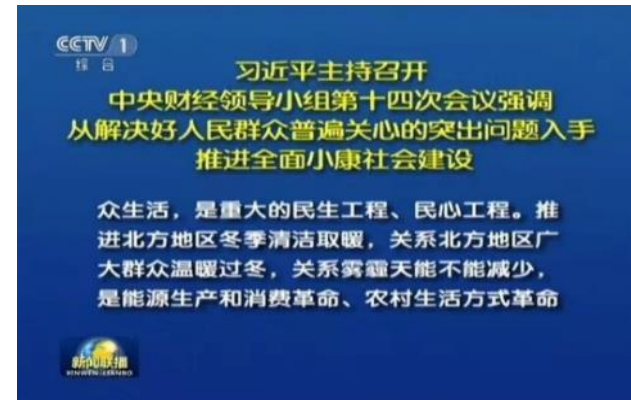 CCTV 1
综合
习近平主持召开
中央财经领导小组第十四次会议强调
从解决好人民群众普遍关心的突出问题入手
推进全面小康社会建设
众生活，是重大的民生工程、民心工程。推
进北方地区冬季清洁取暖，关系北方地区广
大群众温暖过冬，关系雾霾天能不能减少，
是能源生产和消费革命、农村生活方式革命
新闻联播
XINWEN LIANBO